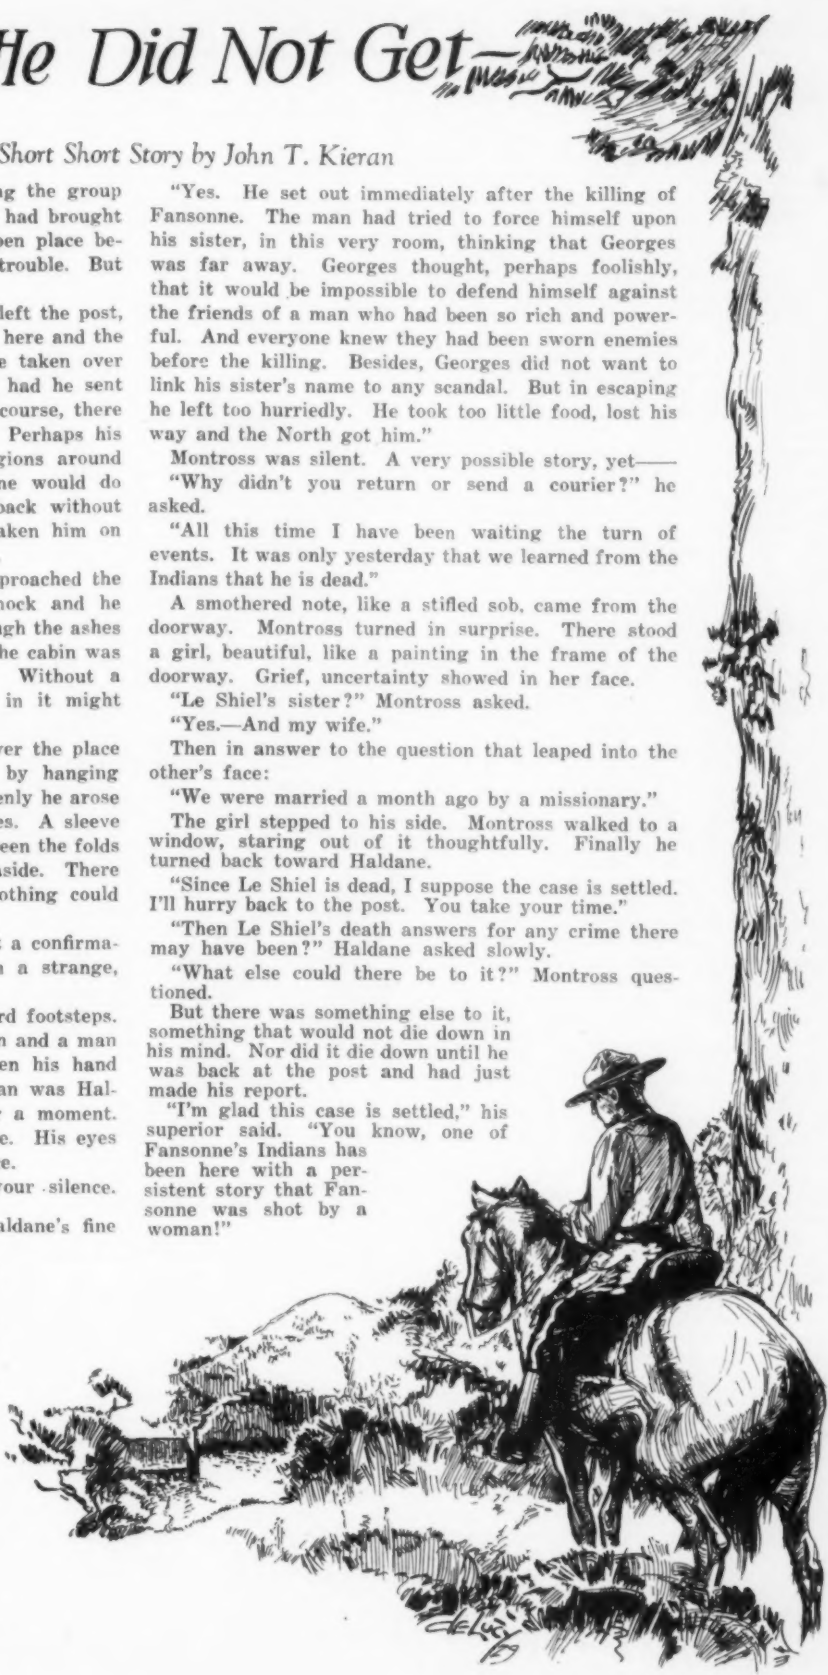 He Did Not Get—
Short Short Story by John T. Kieran
ng the group
had brought
pen place be-
trouble. But
left the post,
here and the
e taken over
had he sent
course, there
Perhaps his
gions around
ne would do
back without
aken him on
proached the
nock and he
ugh the ashes
he cabin was
Without a
in it might
ver the place
by hanging
enly he arose
es. A sleeve
een the folds
nside. There
othing could
t a confirma-
n a strange,
rd footsteps.
n and a man
en his hand
an was Hal-
r a moment.
e. His eyes
e.
your silence.
aldane's fine
"Yes. He set out immediately after the killing of
Fansonne. The man had tried to force himself upon
his sister, in this very room, thinking that Georges
was far away. Georges thought, perhaps foolishly,
that it would be impossible to defend himself against
the friends of a man who had been so rich and power-
ful. And everyone knew they had been sworn enemies
before the killing. Besides, Georges did not want to
link his sister's name to any scandal. But in escaping
he left too hurriedly. He took too little food, lost his
way and the North got him."
Montross was silent. A very possible story, yet——
"Why didn't you return or send a courier?" he
asked.
"All this time I have been waiting the turn of
events. It was only yesterday that we learned from the
Indians that he is dead."
A smothered note, like a stifled sob, came from the
doorway. Montross turned in surprise. There stood
a girl, beautiful, like a painting in the frame of the
doorway. Grief, uncertainty showed in her face.
"Le Shiel's sister?" Montross asked.
"Yes.—And my wife."
Then in answer to the question that leaped into the
other's face:
"We were married a month ago by a missionary."
The girl stepped to his side. Montross walked to a
window, staring out of it thoughtfully. Finally he
turned back toward Haldane.
"Since Le Shiel is dead, I suppose the case is settled.
I'll hurry back to the post. You take your time."
"Then Le Shiel's death answers for any crime there
may have been?" Haldane asked slowly.
"What else could there be to it?" Montross ques-
tioned.
But there was something else to it,
something that would not die down in
his mind. Nor did it die down until he
was back at the post and had just
made his report.
"I'm glad this case is settled," his
superior said. "You know, one of
Fansonne's Indians has
been here with a per-
sistent story that Fan-
sonne was shot by a
woman!"
DeLay
/29